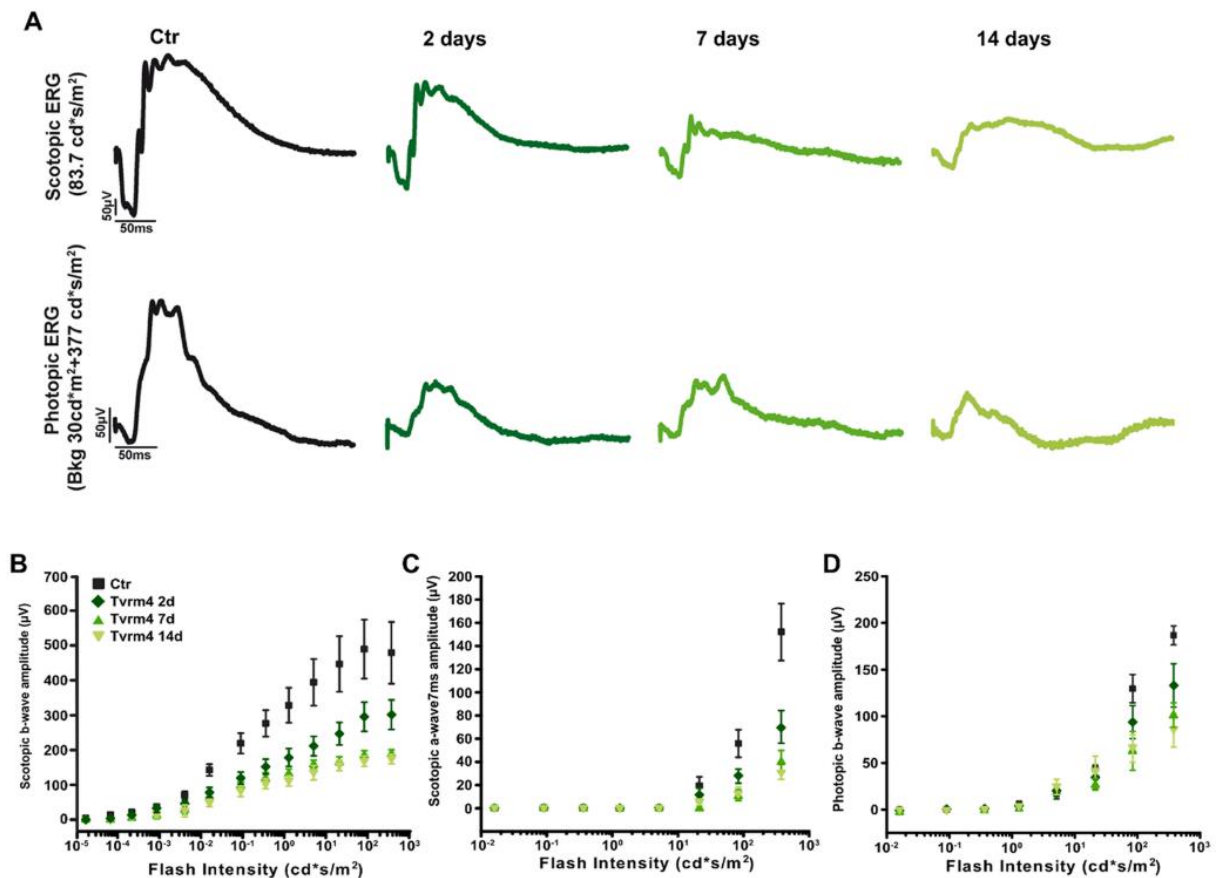 A
Ctr
2 days
7 days
14 days
Scotopic ERG
(83.7 cd*s/m²)
50µV
50ms
Photopic ERG
(Bkg 30cd*m²+377 cd*s/m²)
50µV
50ms
B
700
600
500
400
300
200
100
0
Scotopic b-wave amplitude (µV)
Ctr
Tvrm4 2d
Tvrm4 7d
Tvrm4 14d
10⁻⁵ 10⁻⁴ 10⁻³ 10⁻² 10⁻¹ 10⁰ 10¹ 10² 10³
Flash Intensity (cd*s/m²)
C
200
180
160
140
120
100
80
60
40
20
0
Scotopic a-wave7ms amplitude (µV)
10⁻² 10⁻¹ 10⁰ 10¹ 10² 10³
Flash Intensity (cd*s/m²)
D
250
200
150
100
50
0
Photopic b-wave amplitude (µV)
10⁻² 10⁻¹ 10⁰ 10¹ 10² 10³
Flash Intensity (cd*s/m²)